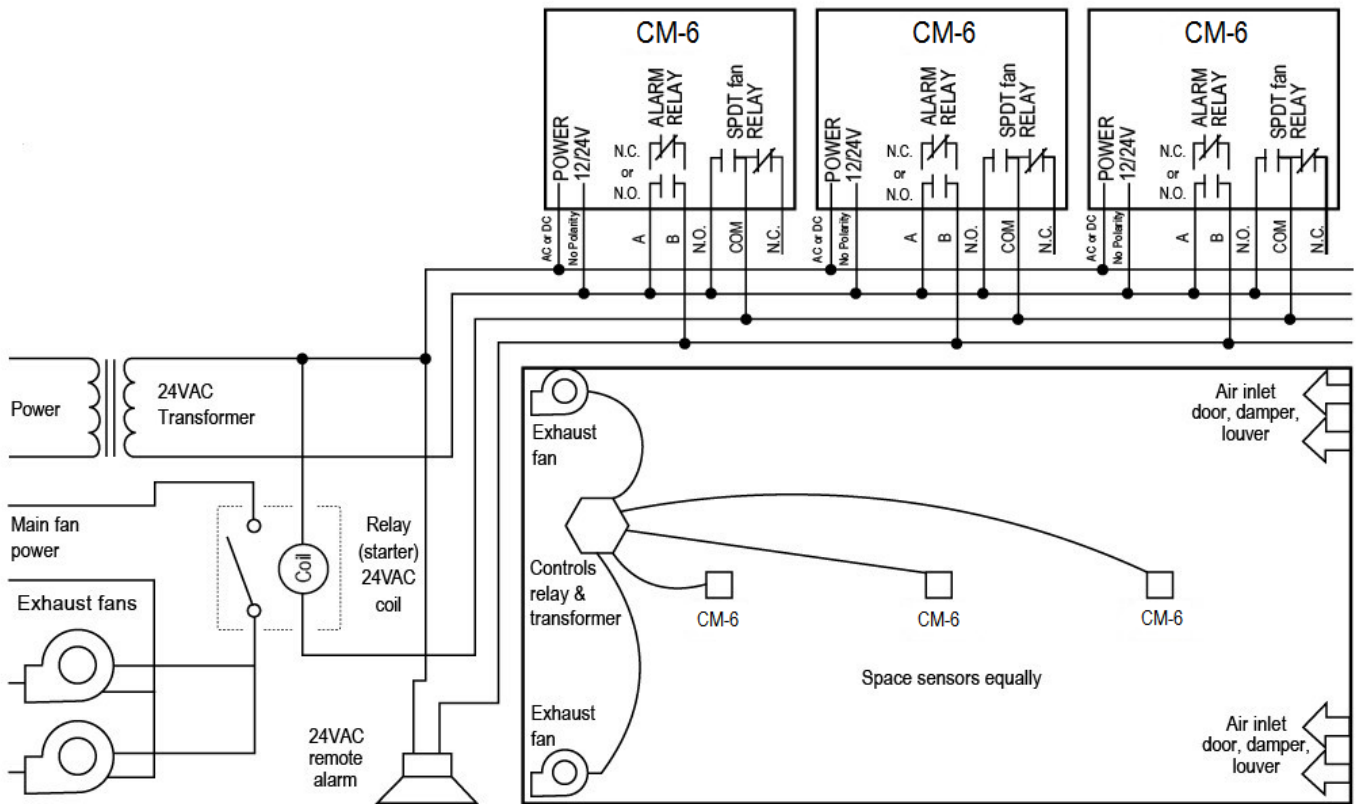 CM-6
POWER
12/24V
ALARM
RELAY
SPDT fan
RELAY
N.C.
or
N.O.
AC or DC
No Polarity
A
B
N.O.
COM
N.C.
CM-6
POWER
12/24V
ALARM
RELAY
SPDT fan
RELAY
N.C.
or
N.O.
AC or DC
No Polarity
A
B
N.O.
COM
N.C.
CM-6
POWER
12/24V
ALARM
RELAY
SPDT fan
RELAY
N.C.
or
N.O.
AC or DC
No Polarity
A
B
N.O.
COM
N.C.
Power
24VAC
Transformer
Main fan
power
Coil
Relay
(starter)
24VAC
coil
Exhaust fans
24VAC
remote
alarm
Exhaust
fan
Air inlet
door, damper,
louver
Controls
relay &
transformer
CM-6
CM-6
CM-6
Space sensors equally
Exhaust
fan
Air inlet
door, damper,
louver